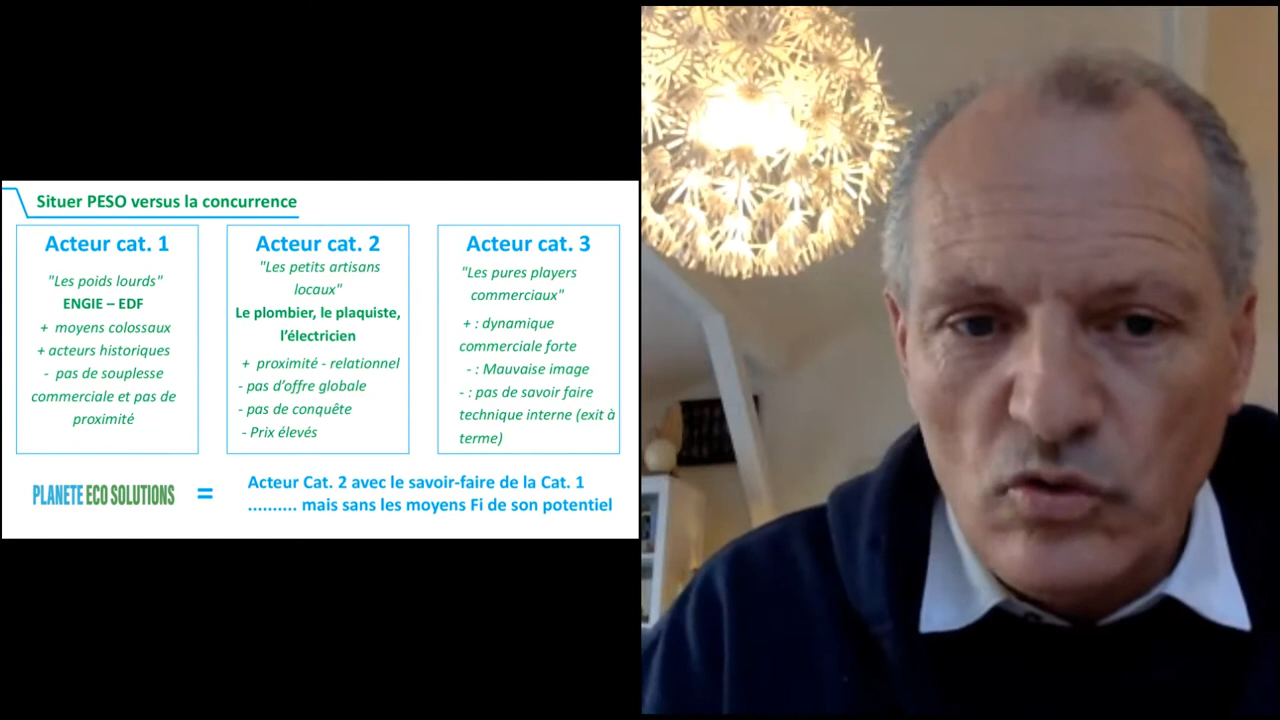 Situer PESO versus la concurrence
Acteur cat. 1
"Les poids lourds"
ENGIE – EDF
+ moyens colossaux
+ acteurs historiques
- pas de souplesse
commerciale et pas de
proximité
Acteur cat. 2
"Les petits artisans
locaux"
Le plombier, le plaquiste,
l’électricien
+ proximité - relationnel
- pas d’offre globale
- pas de conquête
- Prix élevés
Acteur cat. 3
"Les pures players
commerciaux"
+ : dynamique
commerciale forte
- : Mauvaise image
- : pas de savoir faire
technique interne (exit à
terme)
PLANETE ECO SOLUTIONS
=
Acteur Cat. 2 avec le savoir-faire de la Cat. 1
.......... mais sans les moyens Fi de son potentiel